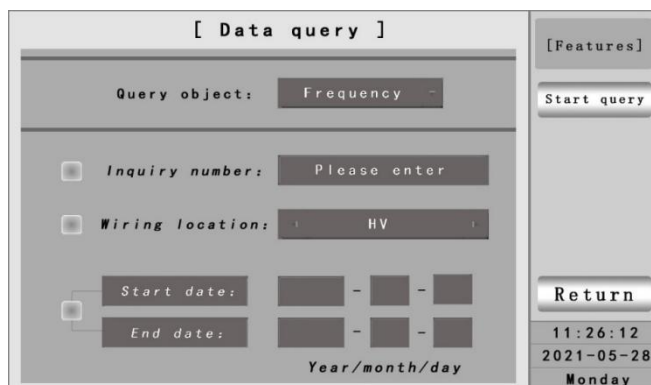 [ Data query ]
Query object: Frequency
Inquiry number: Please enter
Wiring location: HV
Start date: - -
End date: - -
Year/month/day
[Features]
Start query
Return
11:26:12
2021-05-28
Monday